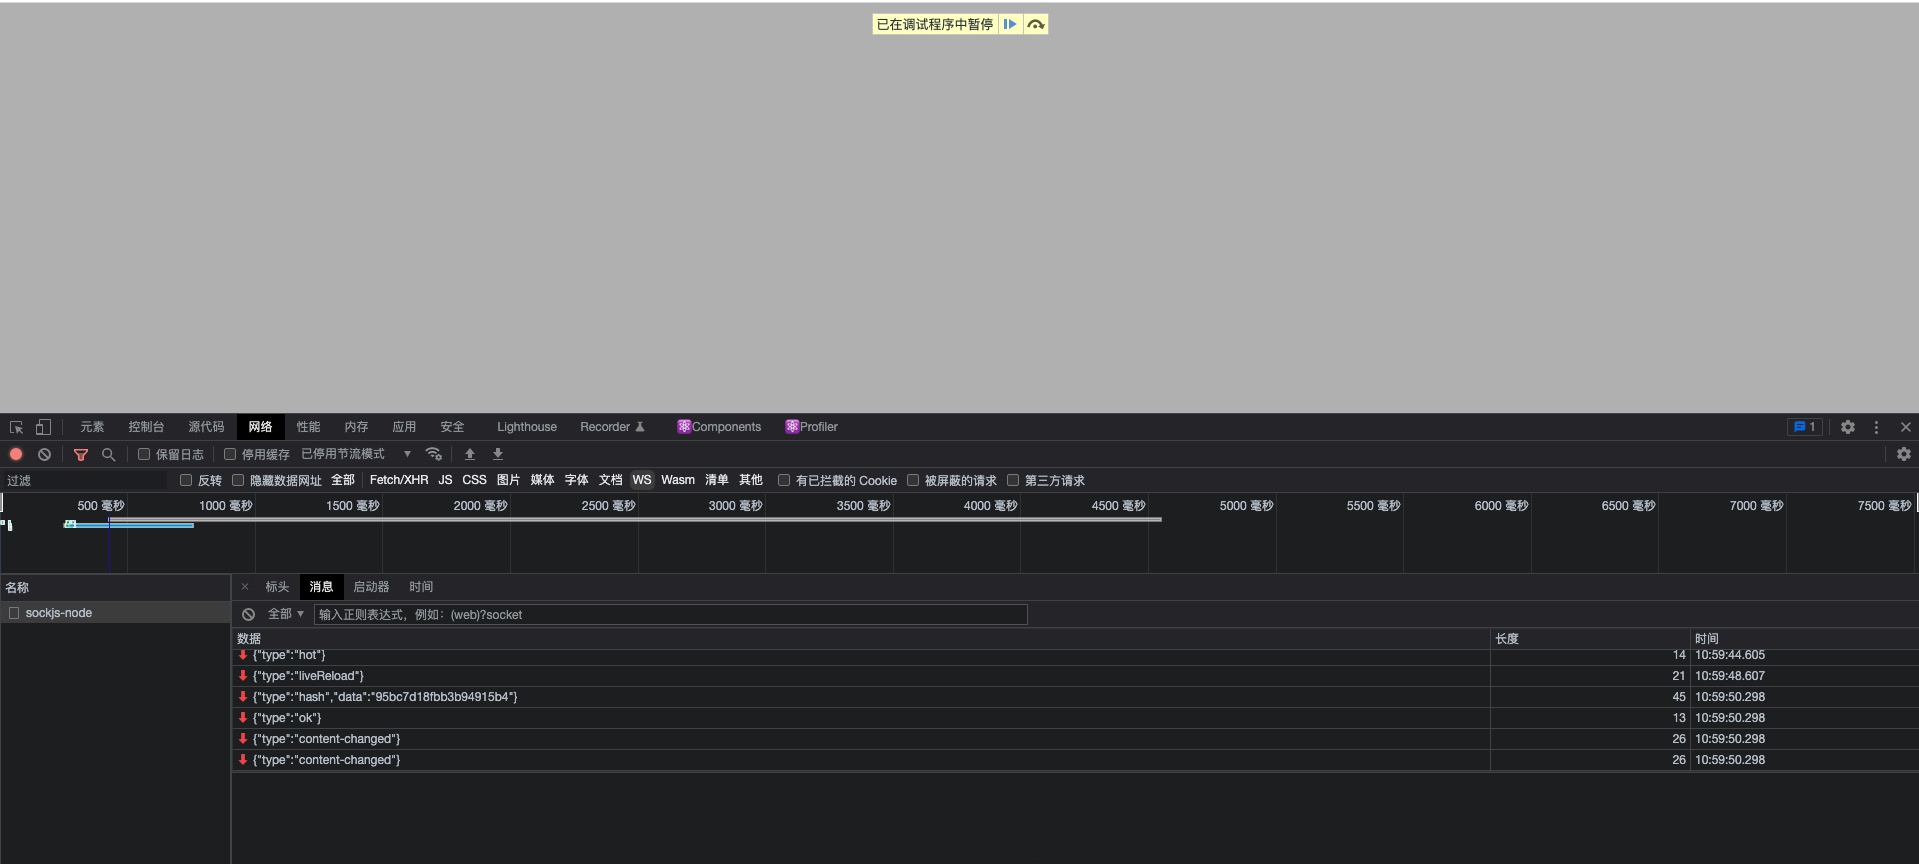 已在调试程序中暂停
元素 控制台 源代码 网络 性能 内存 应用 安全 Lighthouse Recorder Components Profiler 1
保留日志 停用缓存 已停用节流模式
过滤 反转 隐藏数据网址 全部 Fetch/XHR JS CSS 图片 媒体 字体 文档 WS Wasm 清单 其他 有已拦截的 Cookie 被屏蔽的请求 第三方请求
500 毫秒 1000 毫秒 1500 毫秒 2000 毫秒 2500 毫秒 3000 毫秒 3500 毫秒 4000 毫秒 4500 毫秒 5000 毫秒 5500 毫秒 6000 毫秒 6500 毫秒 7000 毫秒 7500 毫秒
名称 × 标头 消息 启动器 时间
sockjs-node
全部 输入正则表达式，例如：(web)?socket
数据 长度 时间
{"type":"hot"} 14 10:59:44.605
{"type":"liveReload"} 21 10:59:48.607
{"type":"hash","data":"95bc7d18fbb3b94915b4"} 45 10:59:50.298
{"type":"ok"} 13 10:59:50.298
{"type":"content-changed"} 26 10:59:50.298
{"type":"content-changed"} 26 10:59:50.298